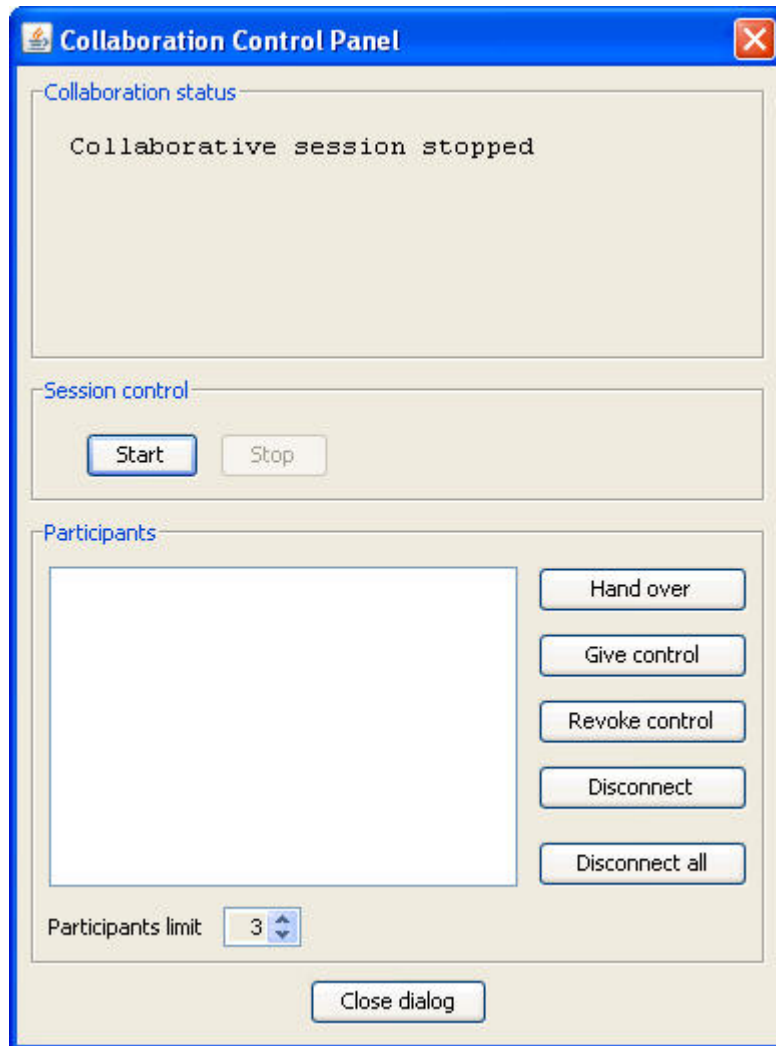 Collaboration Control Panel
Collaboration status
Collaborative session stopped
Session control
Start Stop
Participants
Hand over
Give control
Revoke control
Disconnect
Disconnect all
Participants limit 3
Close dialog